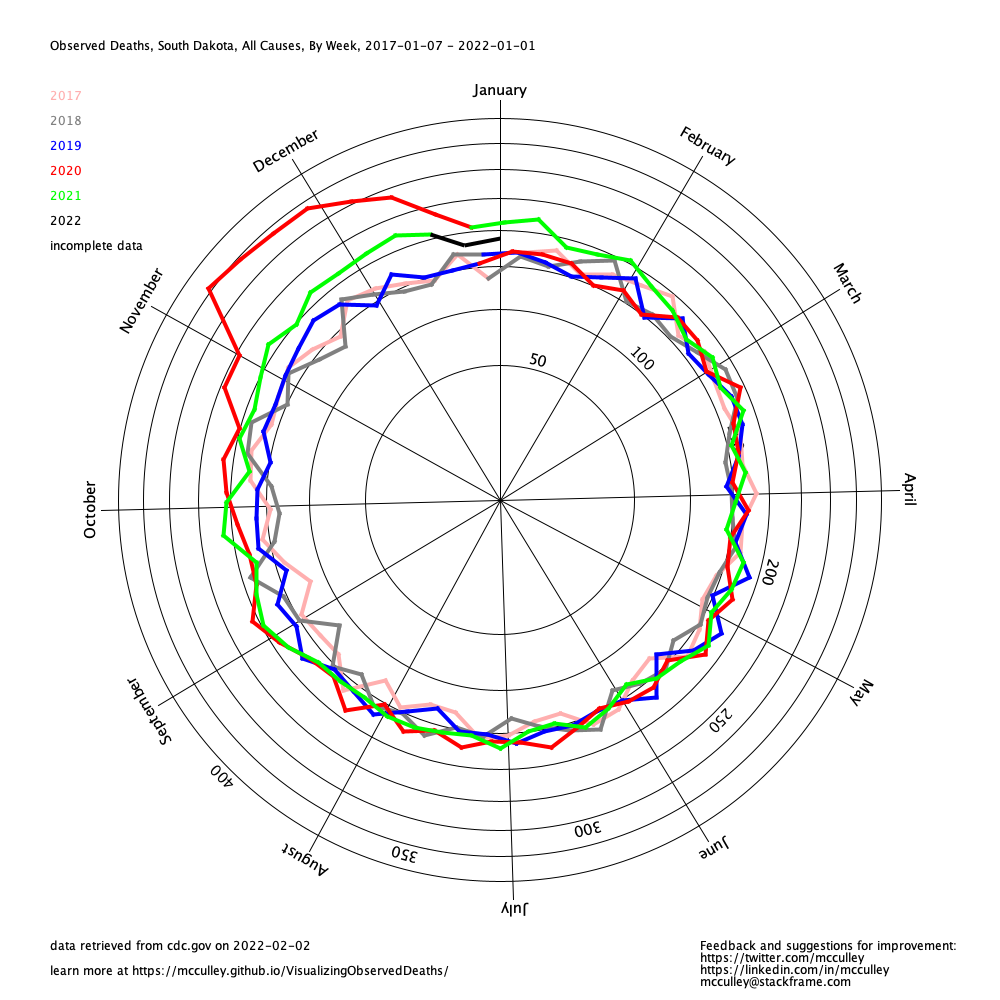 Observed Deaths, South Dakota, All Causes, By Week, 2017-01-07 - 2022-01-01
January
2017
2018
2019
2020
2021
2022
incomplete data
December
February
November
March
50
100
October
April
200
May
September
250
400
300
350
August
June
July
data retrieved from cdc.gov on 2022-02-02
learn more at https://mcculley.github.io/VisualizingObservedDeaths/
Feedback and suggestions for improvement:
https://twitter.com/mcculley
https://linkedin.com/in/mcculley
mcculley@stackframe.com